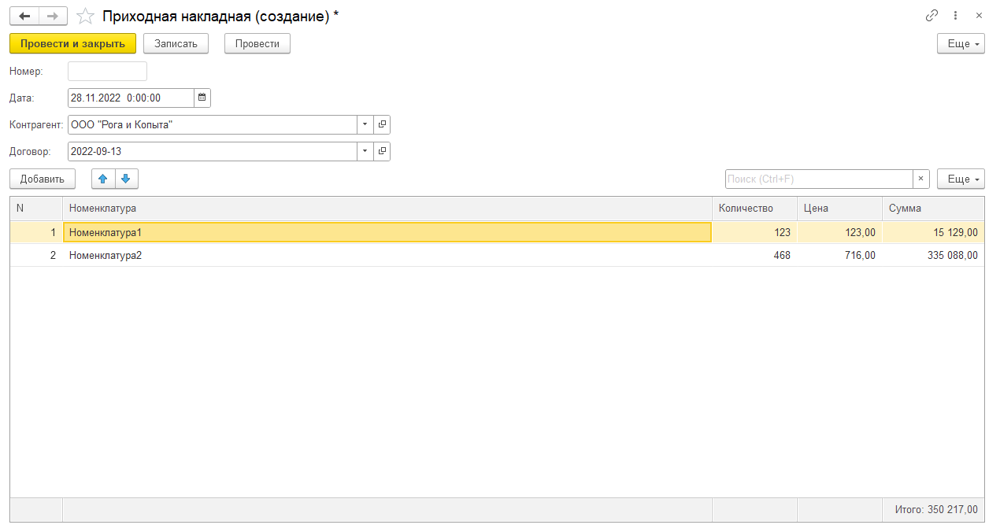 Приходная накладная (создание) *
Провести и закрыть Записать Провести Еще
Номер:
Дата: 28.11.2022 0:00:00
Контрагент: ООО "Рога и Копыта"
Договор: 2022-09-13
Добавить Поиск (Ctrl+F) × Еще
N Номенклатура Количество Цена Сумма
1 Номенклатура1 123 123,00 15 129,00
2 Номенклатура2 468 716,00 335 088,00
Итого: 350 217,00